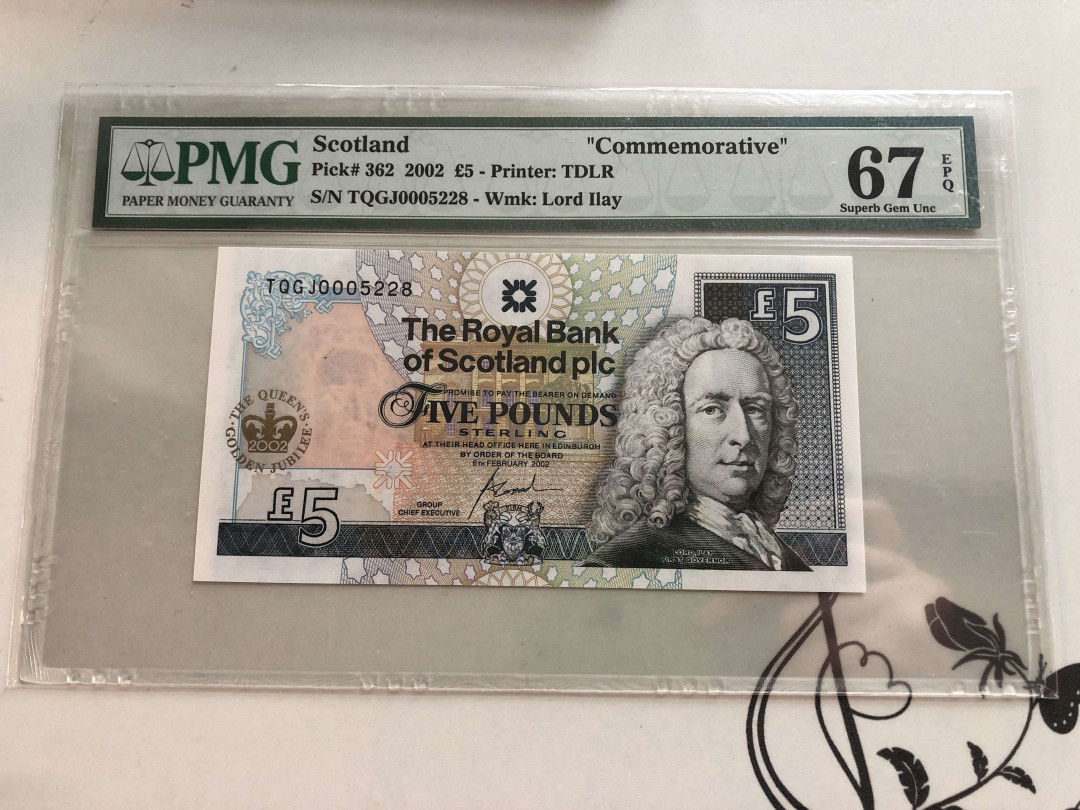 PMG
PAPER MONEY GUARANTY
Scotland "Commemorative"
Pick# 362 2002 £5 - Printer: TDLR
S/N TQGJ0005228 - Wmk: Lord Ilay
67
EPQ
Superb Gem Unc
TQGJ0005228
£5
The Royal Bank
of Scotland plc
PROMISE TO PAY THE BEARER ON DEMAND
FIVE POUNDS
STERLING
AT THEIR HEAD OFFICE HERE IN EDINBURGH
BY ORDER OF THE BOARD
6TH FEBRUARY 2002
THE QUEEN'S
2002
GOLDEN JUBILEE
£5
GROUP
CHIEF EXECUTIVE
LORD ILAY
FIRST GOVERNOR